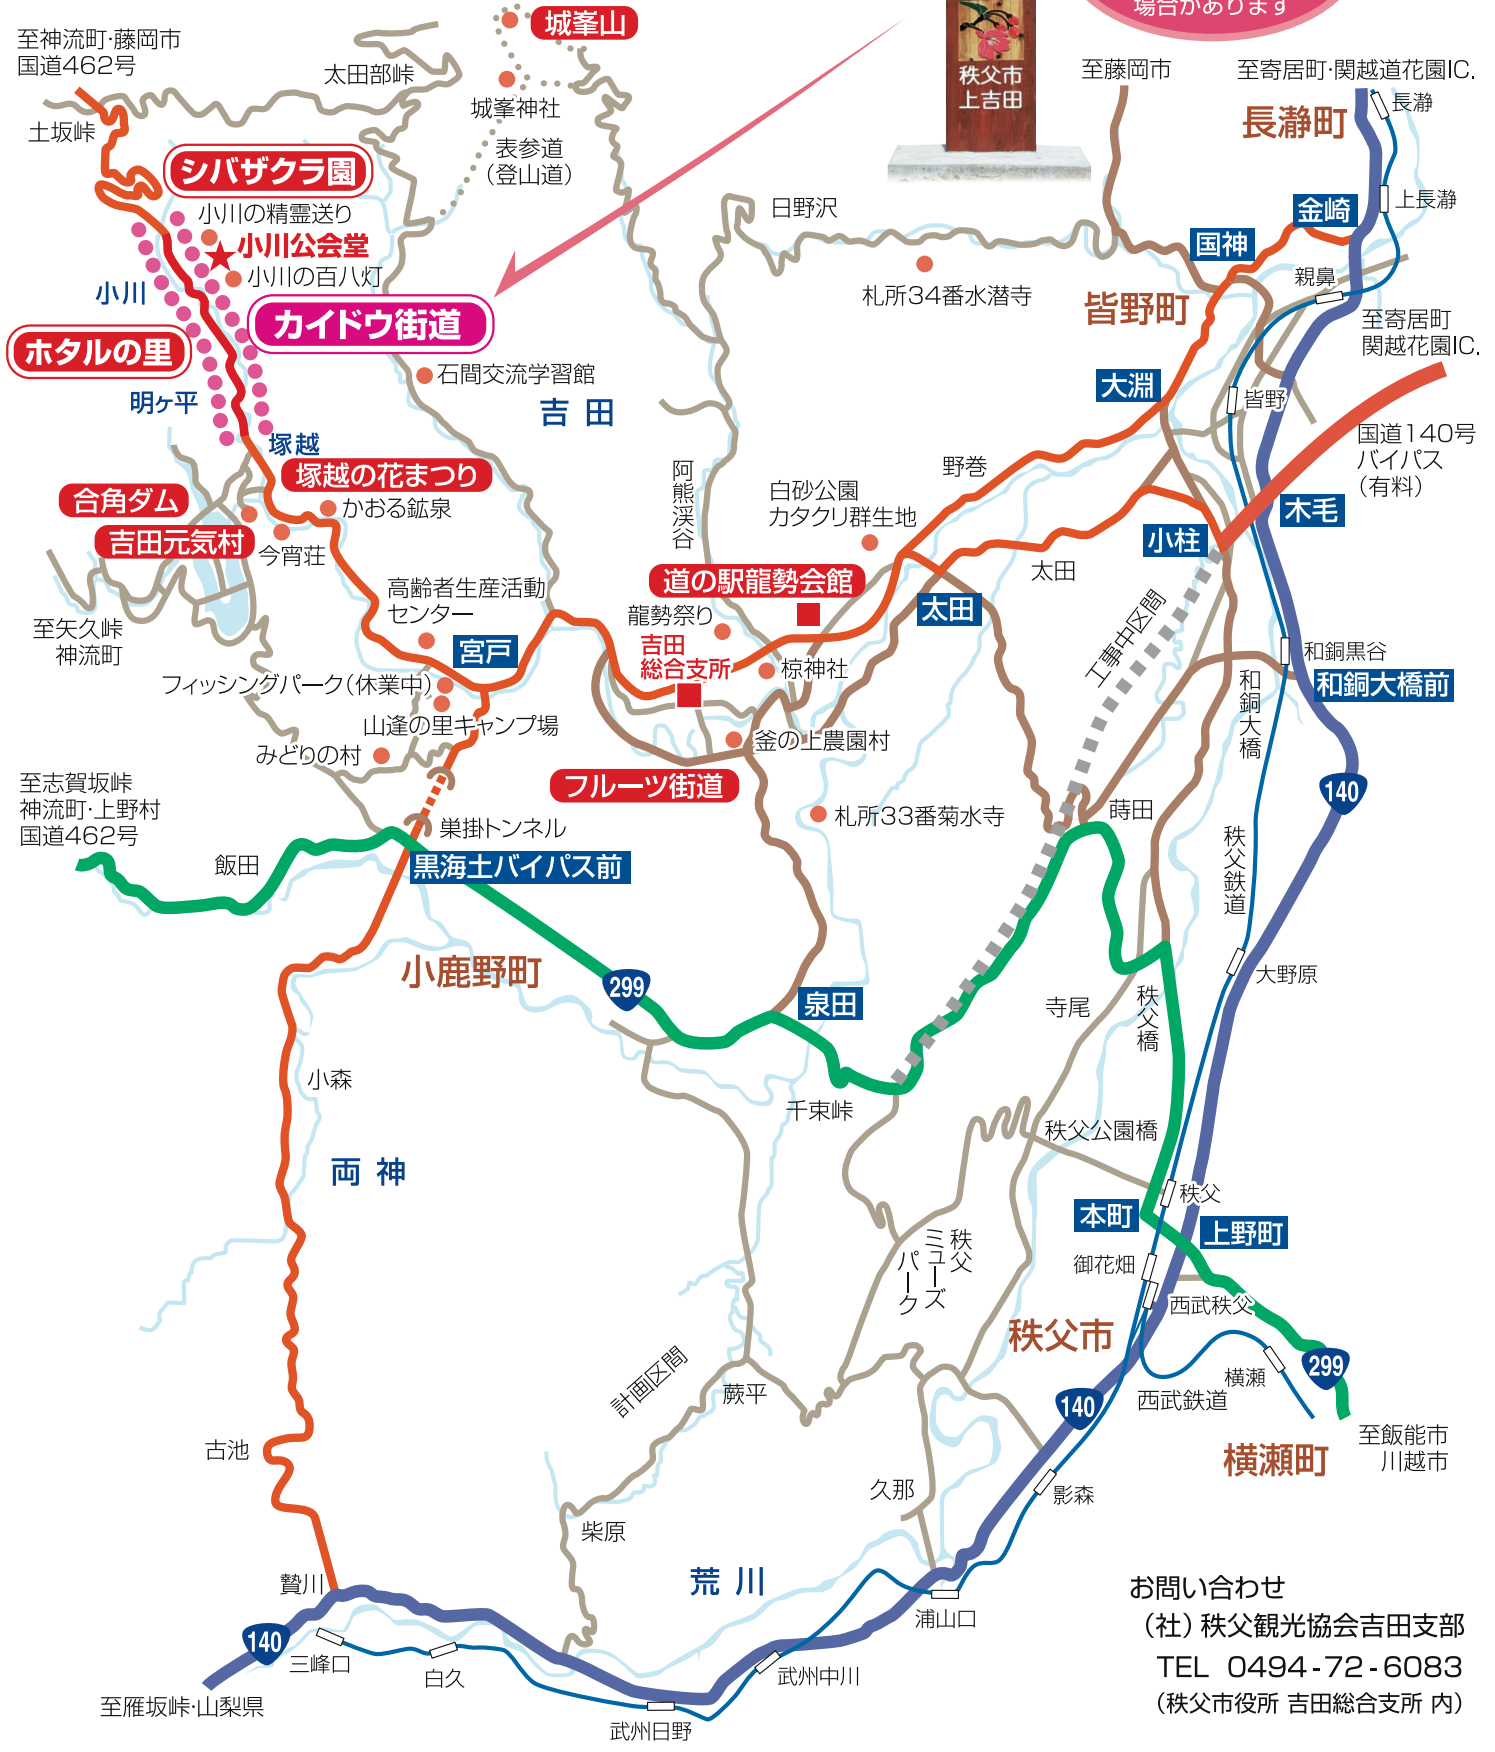 場合があります
城峯山
至神流町・藤岡市
国道462号
太田部峠
城峯神社
表参道
（登山道）
土坂峠
秩父市
上吉田
至藤岡市
至寄居町・関越道花園IC.
長瀞
長瀞町
上長瀞
シバザクラ園
小川の精霊送り
小川公会堂
小川の百八灯
小川
カイドウ街道
ホタルの里
日野沢
札所34番水潜寺
金崎
国神
親鼻
皆野町
至寄居町
関越花園IC.
石間交流学習館
明ヶ平
吉田
大淵
皆野
塚越
塚越の花まつり
国道140号
バイパス
（有料）
合角ダム
かおる鉱泉
吉田元気村
今宵荘
阿熊渓谷
野巻
白砂公園
カタクリ群生地
木毛
小柱
高齢者生産活動
センター
道の駅龍勢会館
太田
太田
龍勢祭り
吉田
総合支所
椋神社
工事中区間
至矢久峠
神流町
宮戸
フィッシングパーク（休業中）
山逢の里キャンプ場
みどりの村
釜の上農園村
和銅黒谷
和銅大橋前
和銅大橋
フルーツ街道
至志賀坂峠
神流町・上野村
国道462号
巣掛トンネル
札所33番菊水寺
蒔田
140
飯田
黒海土バイパス前
秩父鉄道
小鹿野町
299
泉田
大野原
寺尾
秩父橋
小森
千束峠
秩父公園橋
両神
秩父
本町
上野町
秩父
ミューズ
パーク
御花畑
西武秩父
秩父市
299
計画区間
蕨平
横瀬
西武鉄道
140
横瀬町
至飯能市
川越市
古池
久那
影森
柴原
荒川
贄川
浦山口
140
三峰口
白久
武州中川
武州日野
至雁坂峠・山梨県
お問い合わせ
（社）秩父観光協会吉田支部
TEL 0494-72-6083
（秩父市役所 吉田総合支所 内）